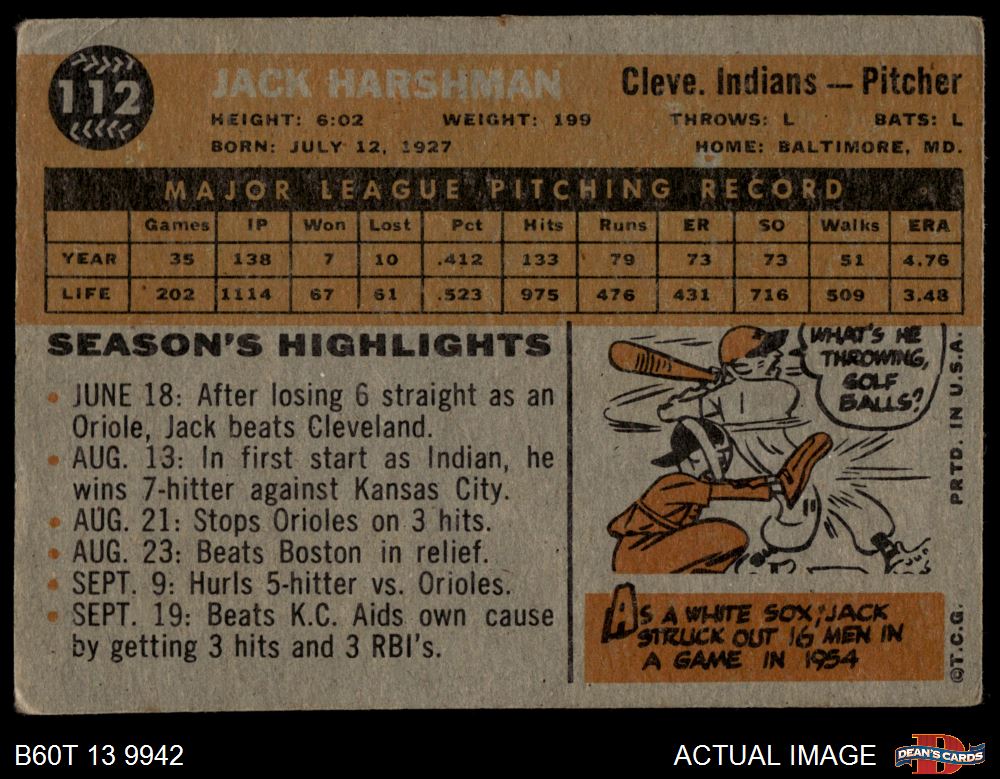 112
JACK HARSHMAN
Cleve. Indians — Pitcher
HEIGHT: 6:02 WEIGHT: 199 THROWS: L BATS: L
BORN: JULY 12, 1927 HOME: BALTIMORE, MD.
MAJOR LEAGUE PITCHING RECORD
Games IP Won Lost Pct Hits Runs ER SO Walks ERA
YEAR 35 138 7 10 .412 133 79 73 73 51 4.76
LIFE 202 1114 67 61 .523 975 476 431 716 509 3.48
SEASON'S HIGHLIGHTS
• JUNE 18: After losing 6 straight as an
Oriole, Jack beats Cleveland.
• AUG. 13: In first start as Indian, he
wins 7-hitter against Kansas City.
• AUG. 21: Stops Orioles on 3 hits.
• AUG. 23: Beats Boston in relief.
• SEPT. 9: Hurls 5-hitter vs. Orioles.
• SEPT. 19: Beats K.C. Aids own cause
by getting 3 hits and 3 RBI's.
WHAT'S HE
THROWING,
GOLF
BALLS?
AS A WHITE SOX, JACK
STRUCK OUT 16 MEN IN
A GAME IN 1954
PRTD. IN U.S.A.
©T.C.G.
B60T 13 9942
ACTUAL IMAGE
D
DEAN'S CARDS